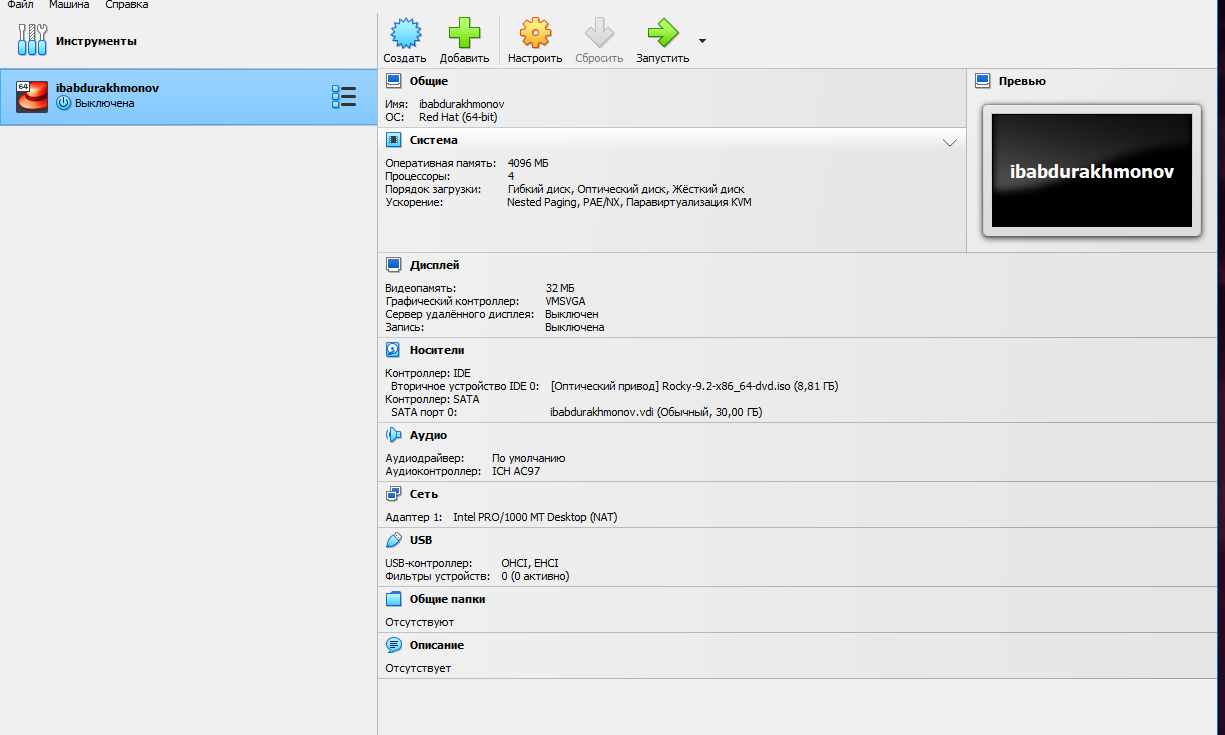 Файл Машина Справка
Инструменты
Создать Добавить Настроить Сбросить Запустить
64
ibabdurakhmonov
Выключена
Общие
Имя: ibabdurakhmonov
ОС: Red Hat (64-bit)
Превью
ibabdurakhmonov
Система
Оперативная память: 4096 МБ
Процессоры: 4
Порядок загрузки: Гибкий диск, Оптический диск, Жёсткий диск
Ускорение: Nested Paging, PAE/NX, Паравиртуализация KVM
Дисплей
Видеопамять: 32 МБ
Графический контроллер: VMSVGA
Сервер удалённого дисплея: Выключен
Запись: Выключена
Носители
Контроллер: IDE
Вторичное устройство IDE 0: [Оптический привод] Rocky-9.2-x86_64-dvd.iso (8,81 ГБ)
Контроллер: SATA
SATA порт 0: ibabdurakhmonov.vdi (Обычный, 30,00 ГБ)
Аудио
Аудиодрайвер: По умолчанию
Аудиоконтроллер: ICH AC97
Сеть
Адаптер 1: Intel PRO/1000 MT Desktop (NAT)
USB
USB-контроллер: OHCI, EHCI
Фильтры устройств: 0 (0 активно)
Общие папки
Отсутствуют
Описание
Отсутствует